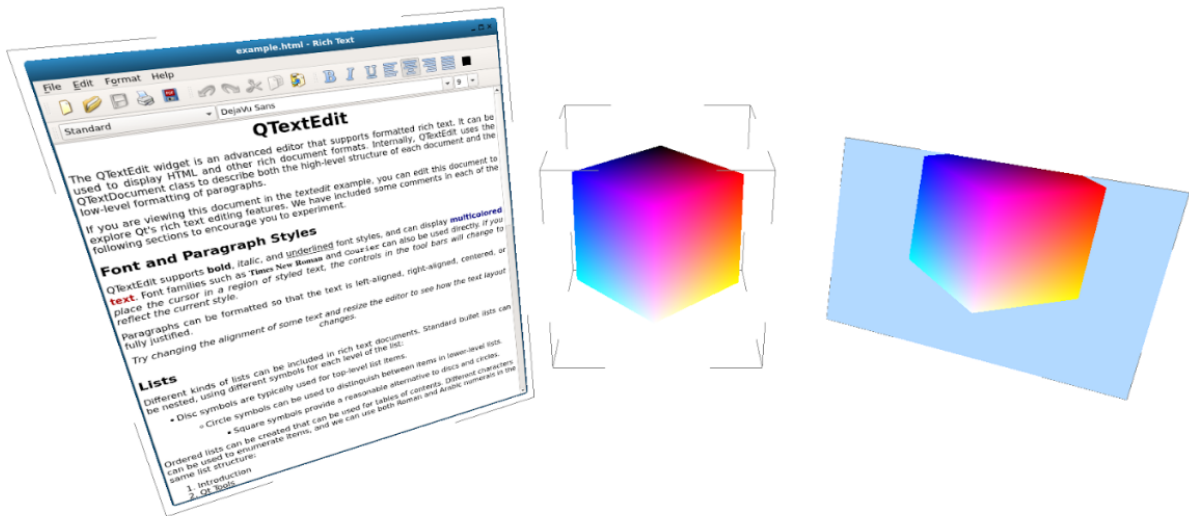 example.html - Rich Text
File Edit Format Help
B I U
Standard DejaVu Sans 9
QTextEdit
The QTextEdit widget is an advanced editor that supports formatted rich text. It can be
used to display HTML and other rich document formats. Internally, QTextEdit uses the
QTextDocument class to describe both the high-level structure of each document and the
low-level formatting of paragraphs.
If you are viewing this document in the textedit example, you can edit this document to
explore Qt's rich text editing features. We have included some comments in each of the
following sections to encourage you to experiment.
Font and Paragraph Styles
QTextEdit supports bold, italic, and underlined font styles, and can display multicolored
text. Font families such as Times New Roman and Courier can also be used directly. If you
place the cursor in a region of styled text, the controls in the tool bars will change to
reflect the current style.
Paragraphs can be formatted so that the text is left-aligned, right-aligned, centered, or
fully justified.
Try changing the alignment of some text and resize the editor to see how the text layout
changes.
Lists
Different kinds of lists can be included in rich text documents. Standard bullet lists can
be nested, using different symbols for each level of the list:
• Disc symbols are typically used for top-level list items.
◦ Circle symbols can be used to distinguish between items in lower-level lists.
▪ Square symbols provide a reasonable alternative to discs and circles.
Ordered lists can be created that can be used for tables of contents. Different characters
can be used to enumerate items, and we can use both Roman and Arabic numerals in the
same list structure:
1. Introduction
2. Qt Tools